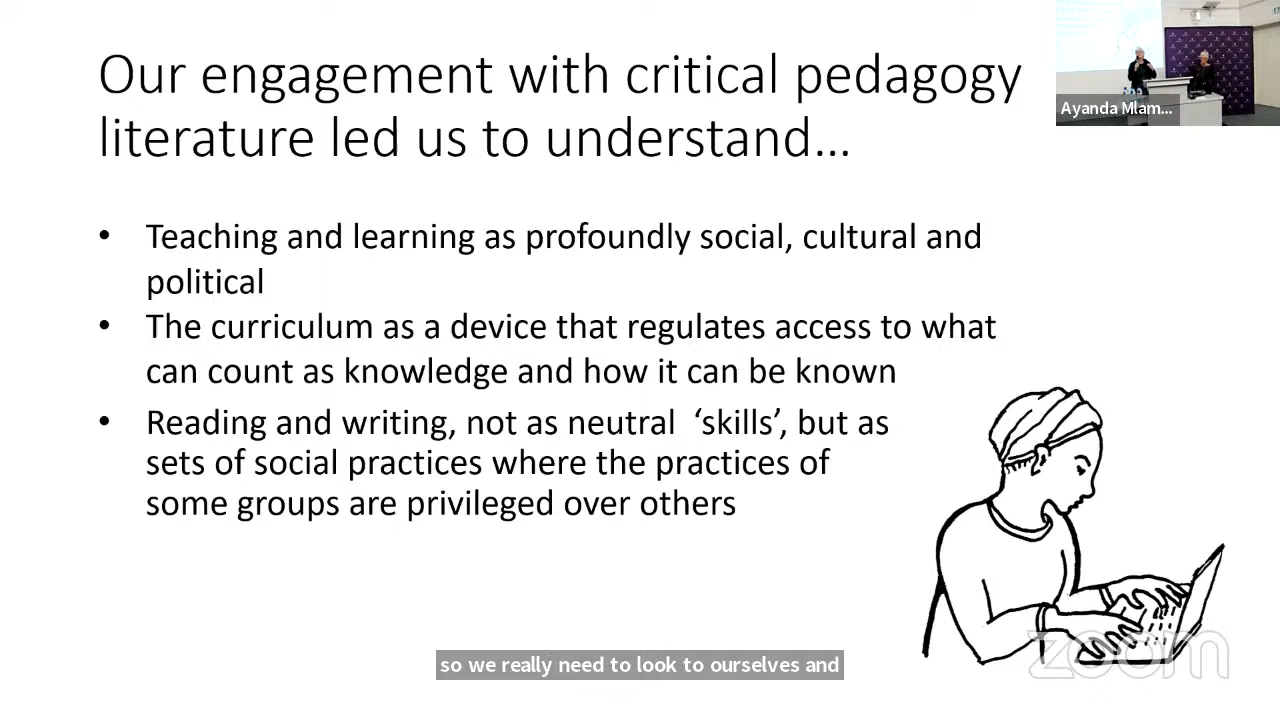 Our engagement with critical pedagogy
literature led us to understand...
Ayanda Mlam...
• Teaching and learning as profoundly social, cultural and
political
• The curriculum as a device that regulates access to what
can count as knowledge and how it can be known
• Reading and writing, not as neutral ‘skills’, but as
sets of social practices where the practices of
some groups are privileged over others
zoom
so we really need to look to ourselves and